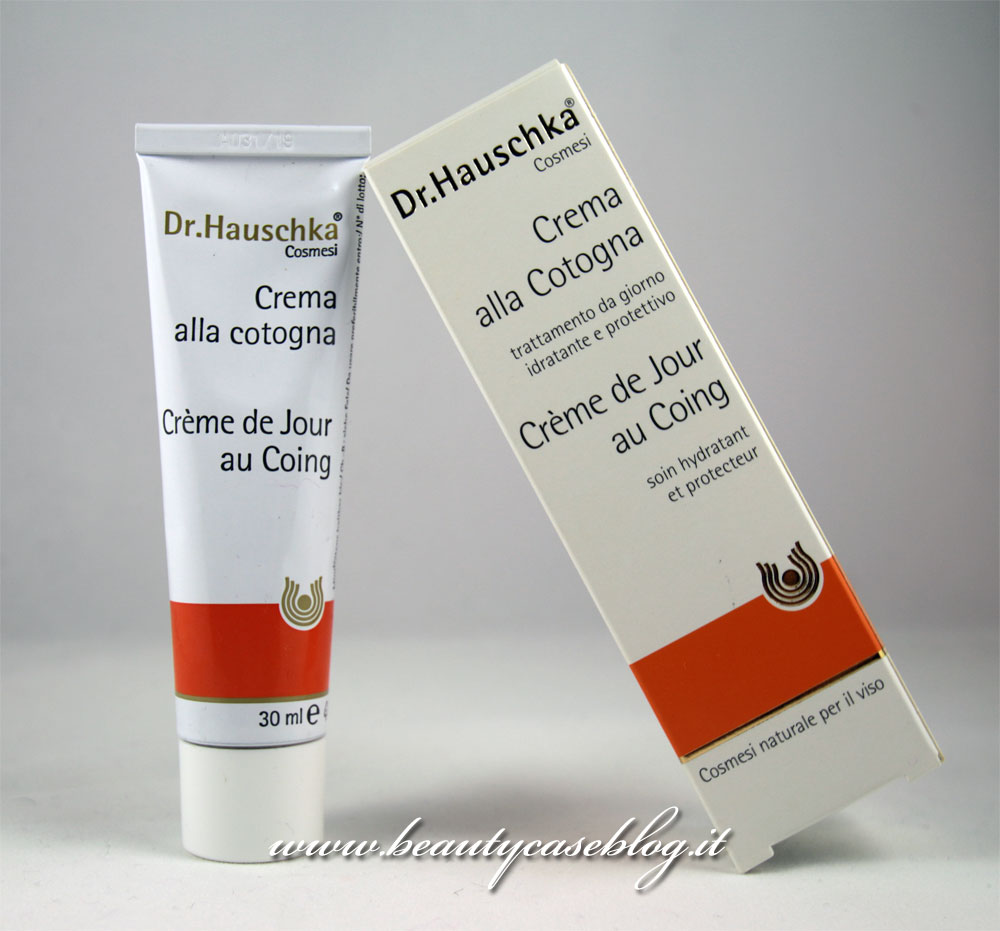 Dr.Hauschka®
Cosmesi
Crema
alla cotogna
Crème de Jour
au Coing
30 ml e
Dr.Hauschka®
Cosmesi
Crema
alla Cotogna
trattamento da giorno
idratante e protettivo
Crème de Jour
au Coing
soin hydratant
et protecteur
Cosmesi naturale per il viso
www.beautycaseblog.it